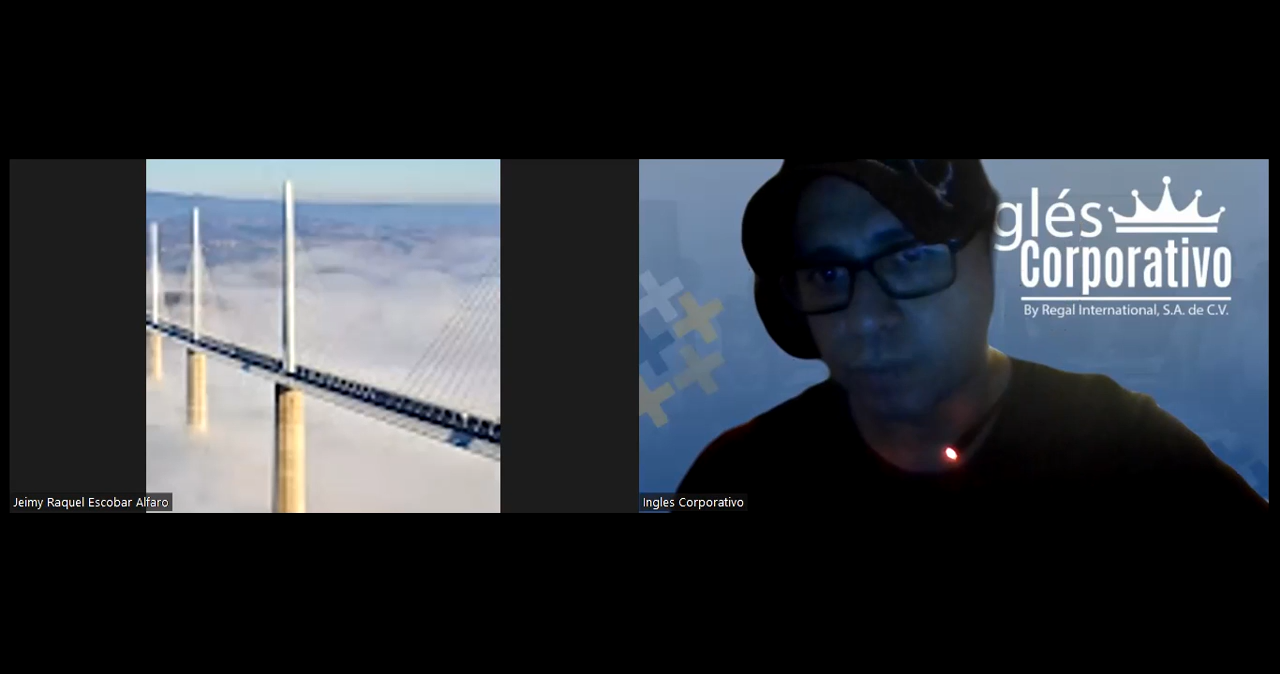 glés
Corporativo
By Regal International, S.A. de C.V.
Jeimy Raquel Escobar Alfaro
Ingles Corporativo